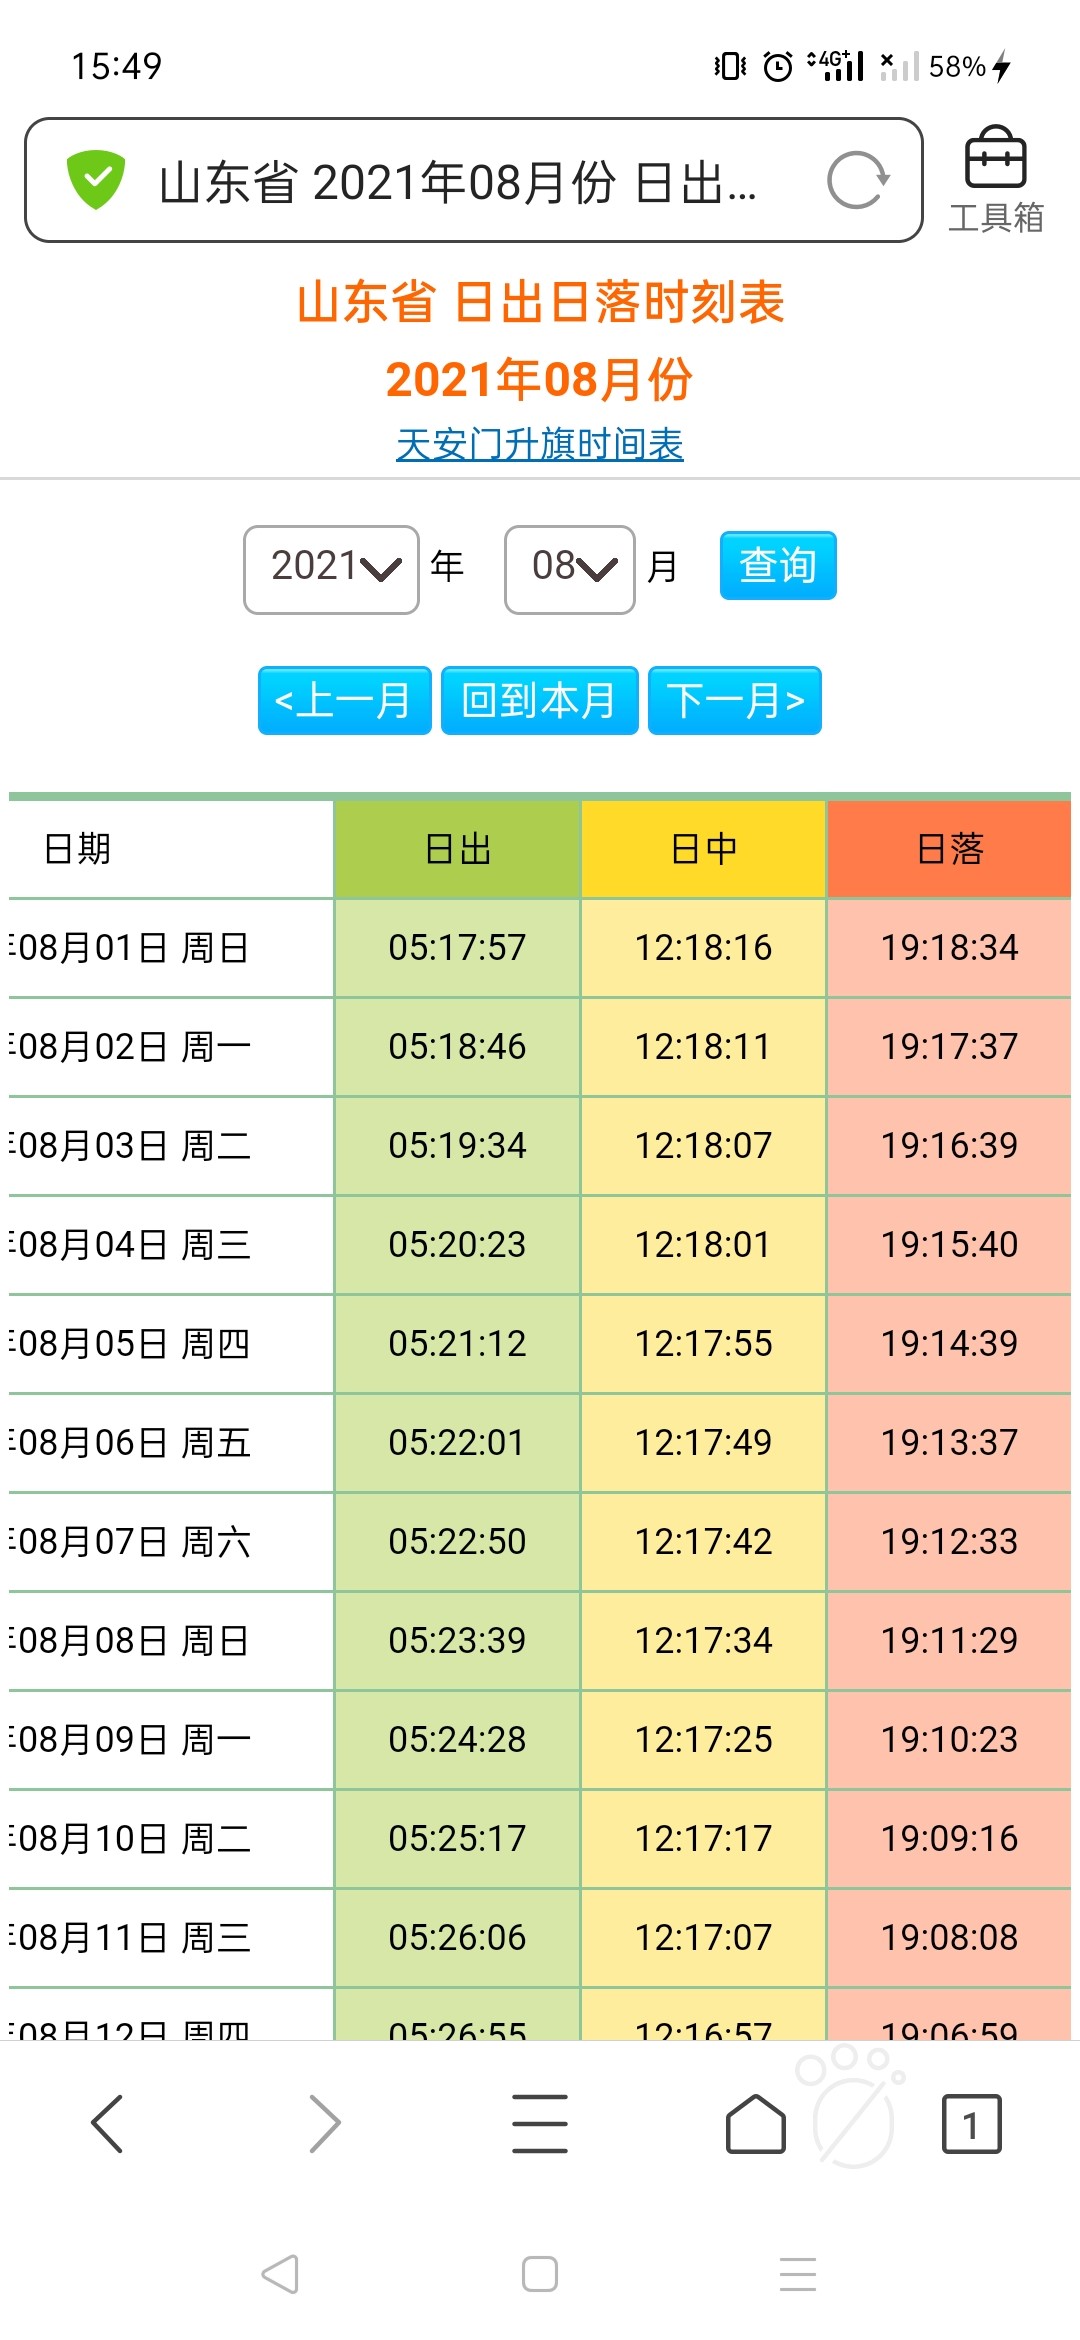 15:49
4G+ 58%
山东省 2021年08月份 日出...
工具箱
山东省 日出日落时刻表
2021年08月份
天安门升旗时间表
2021 年 08 月 查询
<上一月 回到本月 下一月>
日期 日出 日中 日落
08月01日 周日 05:17:57 12:18:16 19:18:34
08月02日 周一 05:18:46 12:18:11 19:17:37
08月03日 周二 05:19:34 12:18:07 19:16:39
08月04日 周三 05:20:23 12:18:01 19:15:40
08月05日 周四 05:21:12 12:17:55 19:14:39
08月06日 周五 05:22:01 12:17:49 19:13:37
08月07日 周六 05:22:50 12:17:42 19:12:33
08月08日 周日 05:23:39 12:17:34 19:11:29
08月09日 周一 05:24:28 12:17:25 19:10:23
08月10日 周二 05:25:17 12:17:17 19:09:16
08月11日 周三 05:26:06 12:17:07 19:08:08
08月12日 周四 05:26:55 12:16:57 19:06:59
1